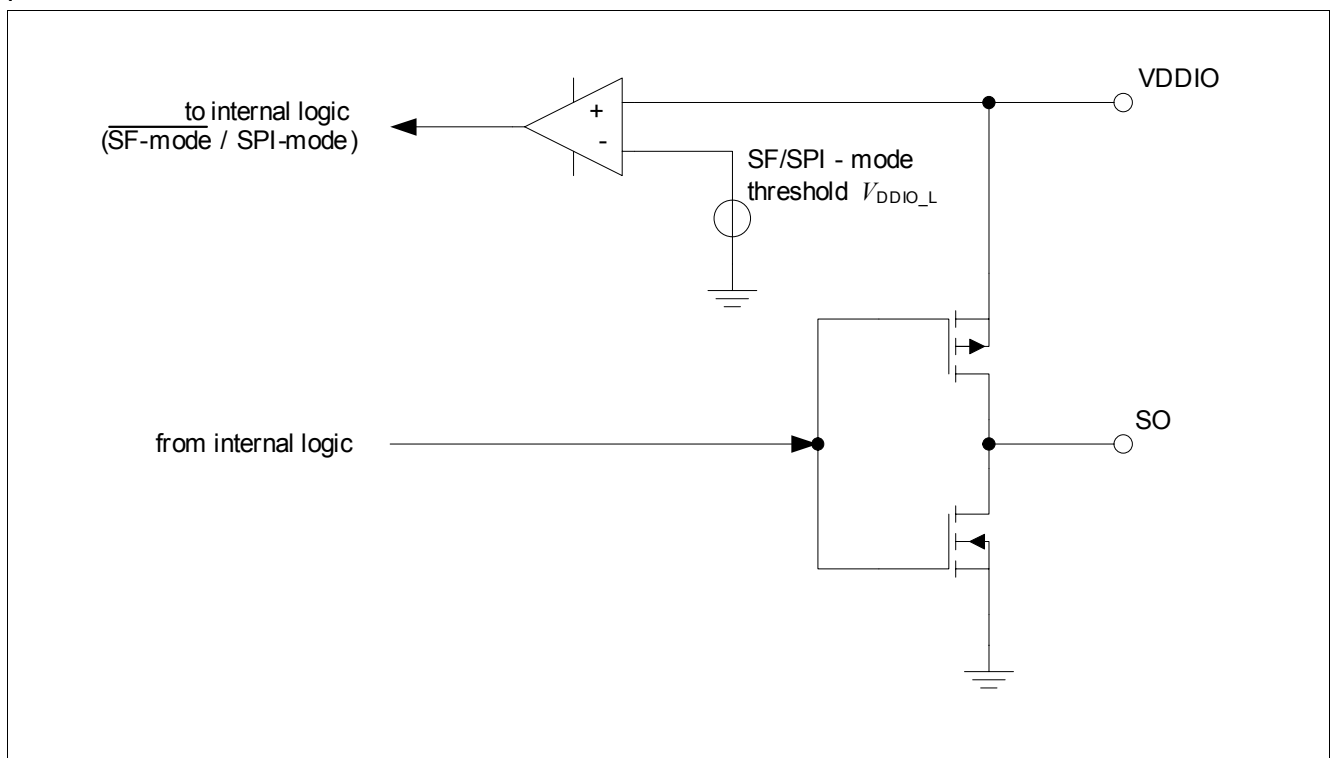 VDDIO
to internal logic
(SF-mode / SPI-mode)
+
-
SF/SPI - mode
threshold VDDIO_L
SO
from internal logic